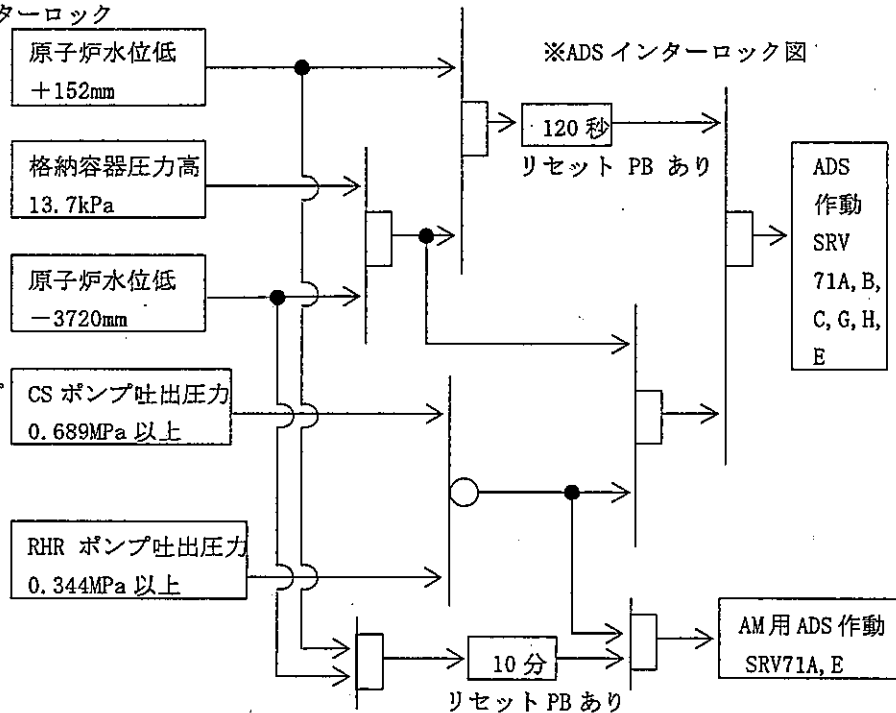 ターロック
※ADS インターロック図
原子炉水位低
＋152mm
120 秒
リセット PB あり
格納容器圧力高
13.7kPa
原子炉水位低
－3720mm
ADS
作動
SRV
71A, B,
C, G, H,
E
CS ポンプ吐出圧力
0.689MPa 以上
RHR ポンプ吐出圧力
0.344MPa 以上
10 分
リセット PB あり
AM 用 ADS 作動
SRV71A, E